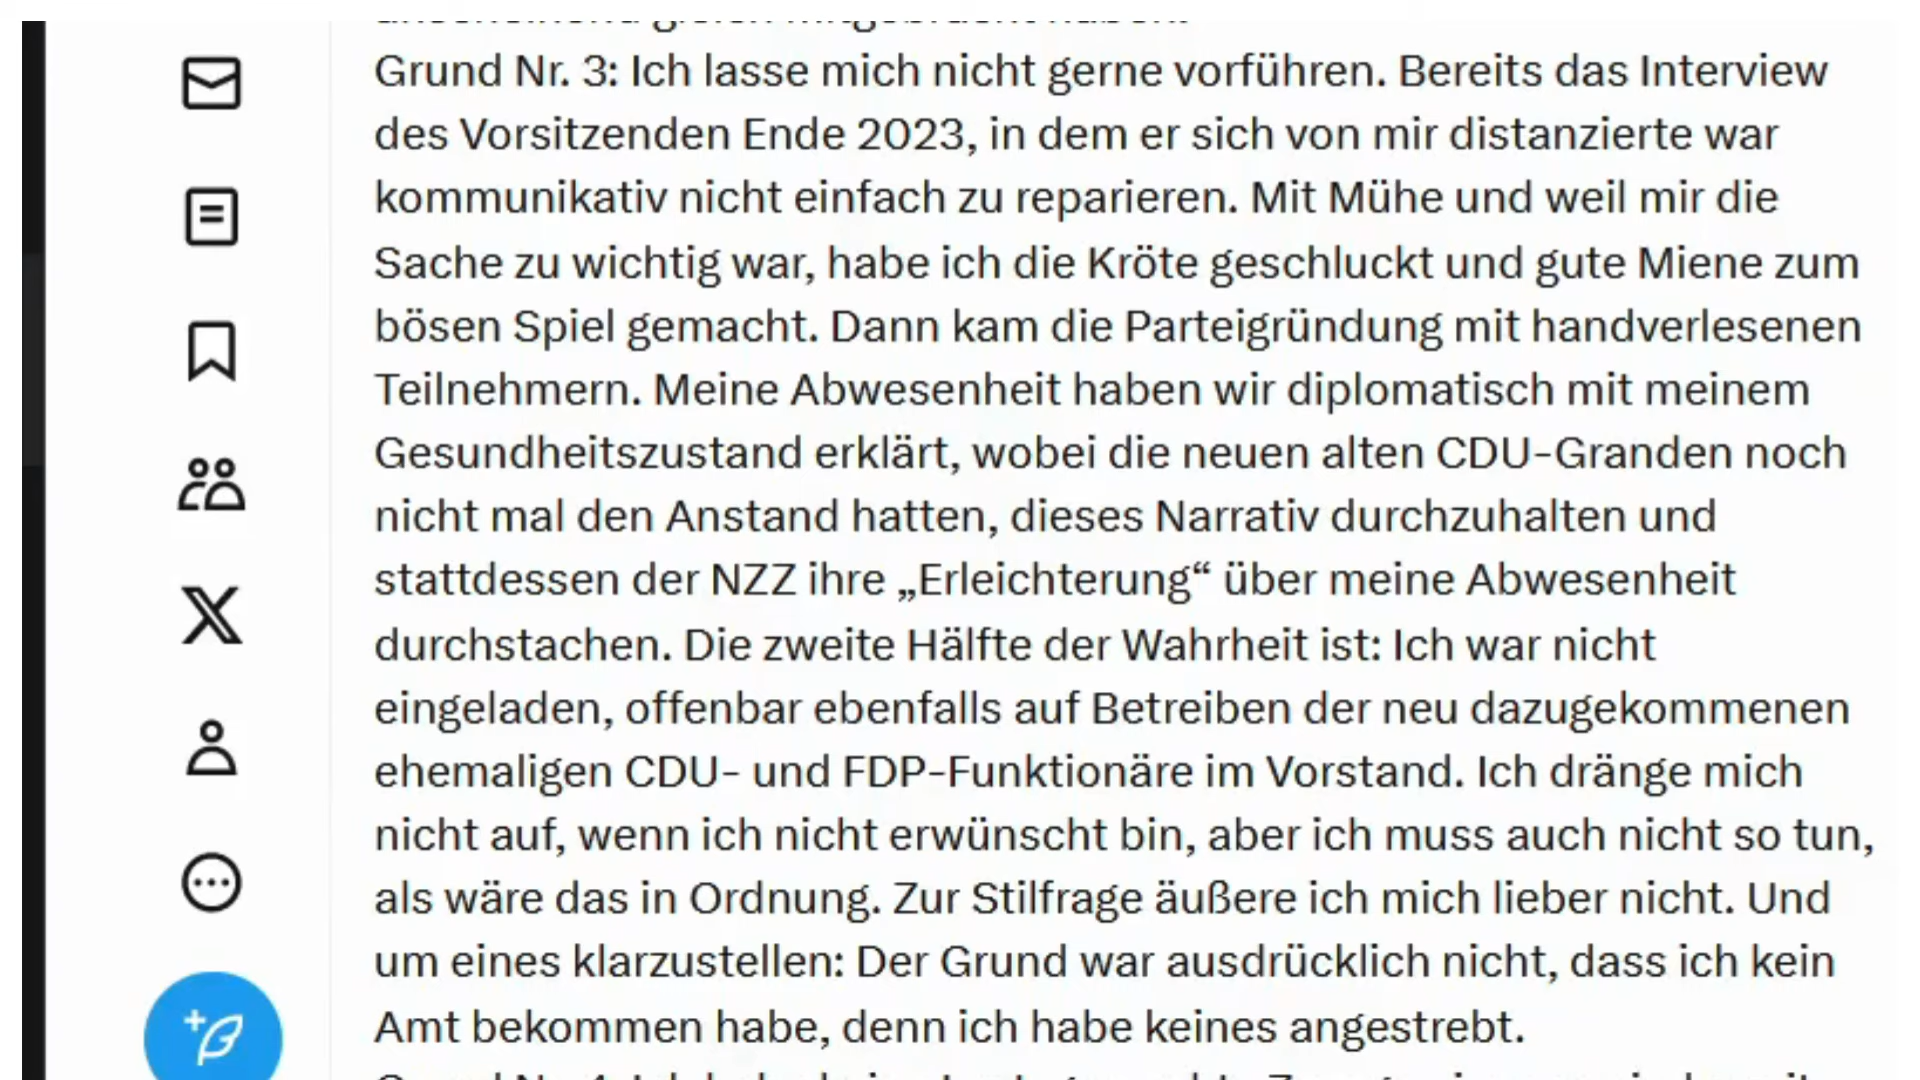 Grund Nr. 3: Ich lasse mich nicht gerne vorführen. Bereits das Interview
des Vorsitzenden Ende 2023, in dem er sich von mir distanzierte war
kommunikativ nicht einfach zu reparieren. Mit Mühe und weil mir die
Sache zu wichtig war, habe ich die Kröte geschluckt und gute Miene zum
bösen Spiel gemacht. Dann kam die Parteigründung mit handverlesenen
Teilnehmern. Meine Abwesenheit haben wir diplomatisch mit meinem
Gesundheitszustand erklärt, wobei die neuen alten CDU-Granden noch
nicht mal den Anstand hatten, dieses Narrativ durchzuhalten und
stattdessen der NZZ ihre „Erleichterung“ über meine Abwesenheit
durchstachen. Die zweite Hälfte der Wahrheit ist: Ich war nicht
eingeladen, offenbar ebenfalls auf Betreiben der neu dazugekommenen
ehemaligen CDU- und FDP-Funktionäre im Vorstand. Ich dränge mich
nicht auf, wenn ich nicht erwünscht bin, aber ich muss auch nicht so tun,
als wäre das in Ordnung. Zur Stilfrage äußere ich mich lieber nicht. Und
um eines klarzustellen: Der Grund war ausdrücklich nicht, dass ich kein
Amt bekommen habe, denn ich habe keines angestrebt.